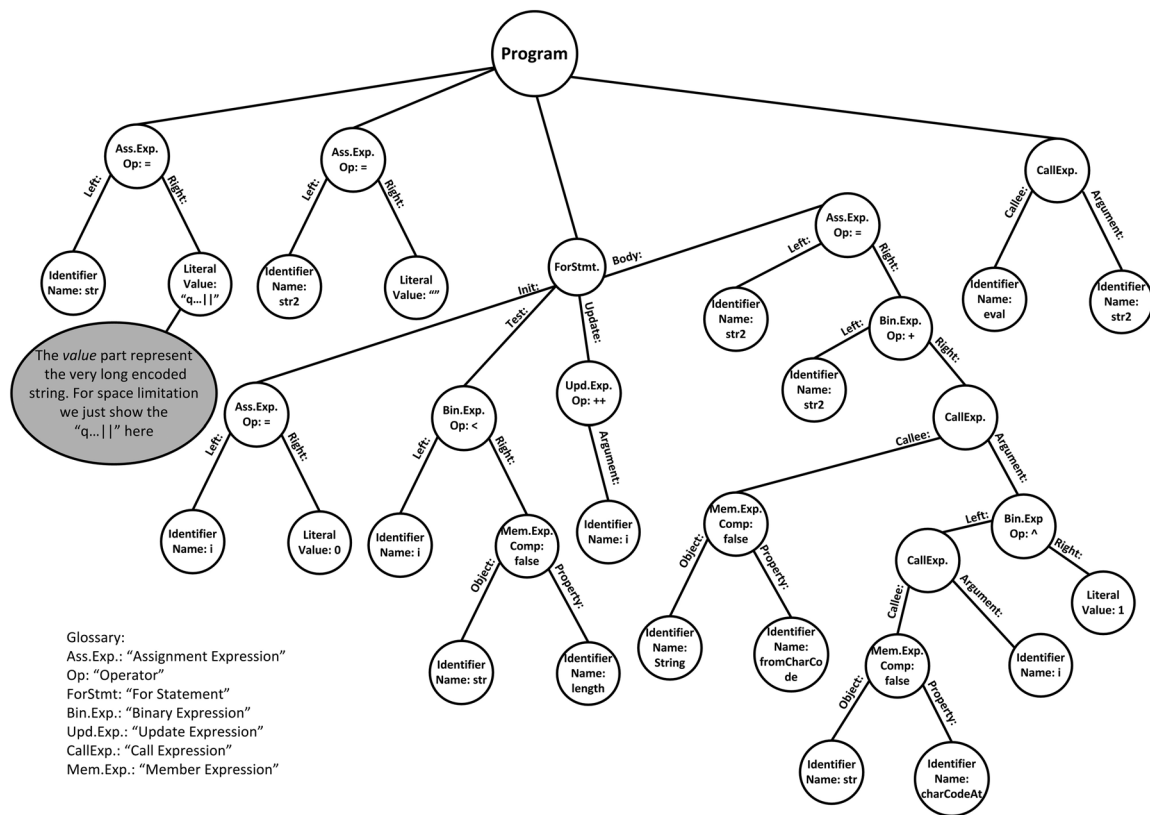 Program
Ass.Exp.
Op: =
Left:
Right:
Identifier
Name: str
Literal
Value:
“q...||”
The value part represent
the very long encoded
string. For space limitation
we just show the
“q...||” here
Ass.Exp.
Op: =
Left:
Right:
Identifier
Name:
str2
Literal
Value: “”
ForStmt.
Init:
Test:
Update:
Body:
Ass.Exp.
Op: =
Left:
Right:
Identifier
Name: i
Literal
Value: 0
Bin.Exp.
Op: <
Left:
Right:
Identifier
Name: i
Mem.Exp.
Comp:
false
Object:
Property:
Identifier
Name: str
Identifier
Name:
length
Upd.Exp.
Op: ++
Argument:
Identifier
Name: i
Ass.Exp.
Op: =
Left:
Right:
Identifier
Name:
str2
Bin.Exp.
Op: +
Left:
Right:
Identifier
Name:
str2
CallExp.
Callee:
Argument:
Mem.Exp.
Comp:
false
Object:
Property:
Identifier
Name:
String
Identifier
Name:
fromCharCo
de
Bin.Exp
Op: ^
Left:
Right:
CallExp.
Literal
Value: 1
Callee:
Argument:
Mem.Exp.
Comp:
false
Identifier
Name: i
Object:
Property:
Identifier
Name: str
Identifier
Name:
charCodeAt
CallExp.
Callee:
Argument:
Identifier
Name:
eval
Identifier
Name:
str2
Glossary:
Ass.Exp.: “Assignment Expression”
Op: “Operator”
ForStmt: “For Statement”
Bin.Exp.: “Binary Expression”
Upd.Exp.: “Update Expression”
CallExp.: “Call Expression”
Mem.Exp.: “Member Expression”